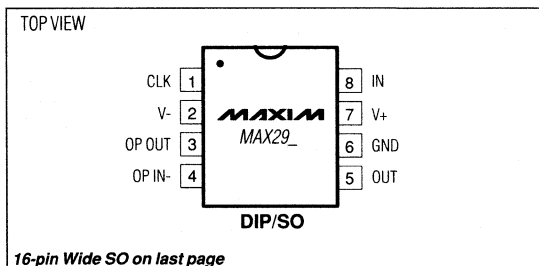 TOP VIEW
CLK 1 8 IN
V- 2 MAXIM 7 V+
OP OUT 3 MAX29_ 6 GND
OP IN- 4 5 OUT
DIP/SO
16-pin Wide SO on last page